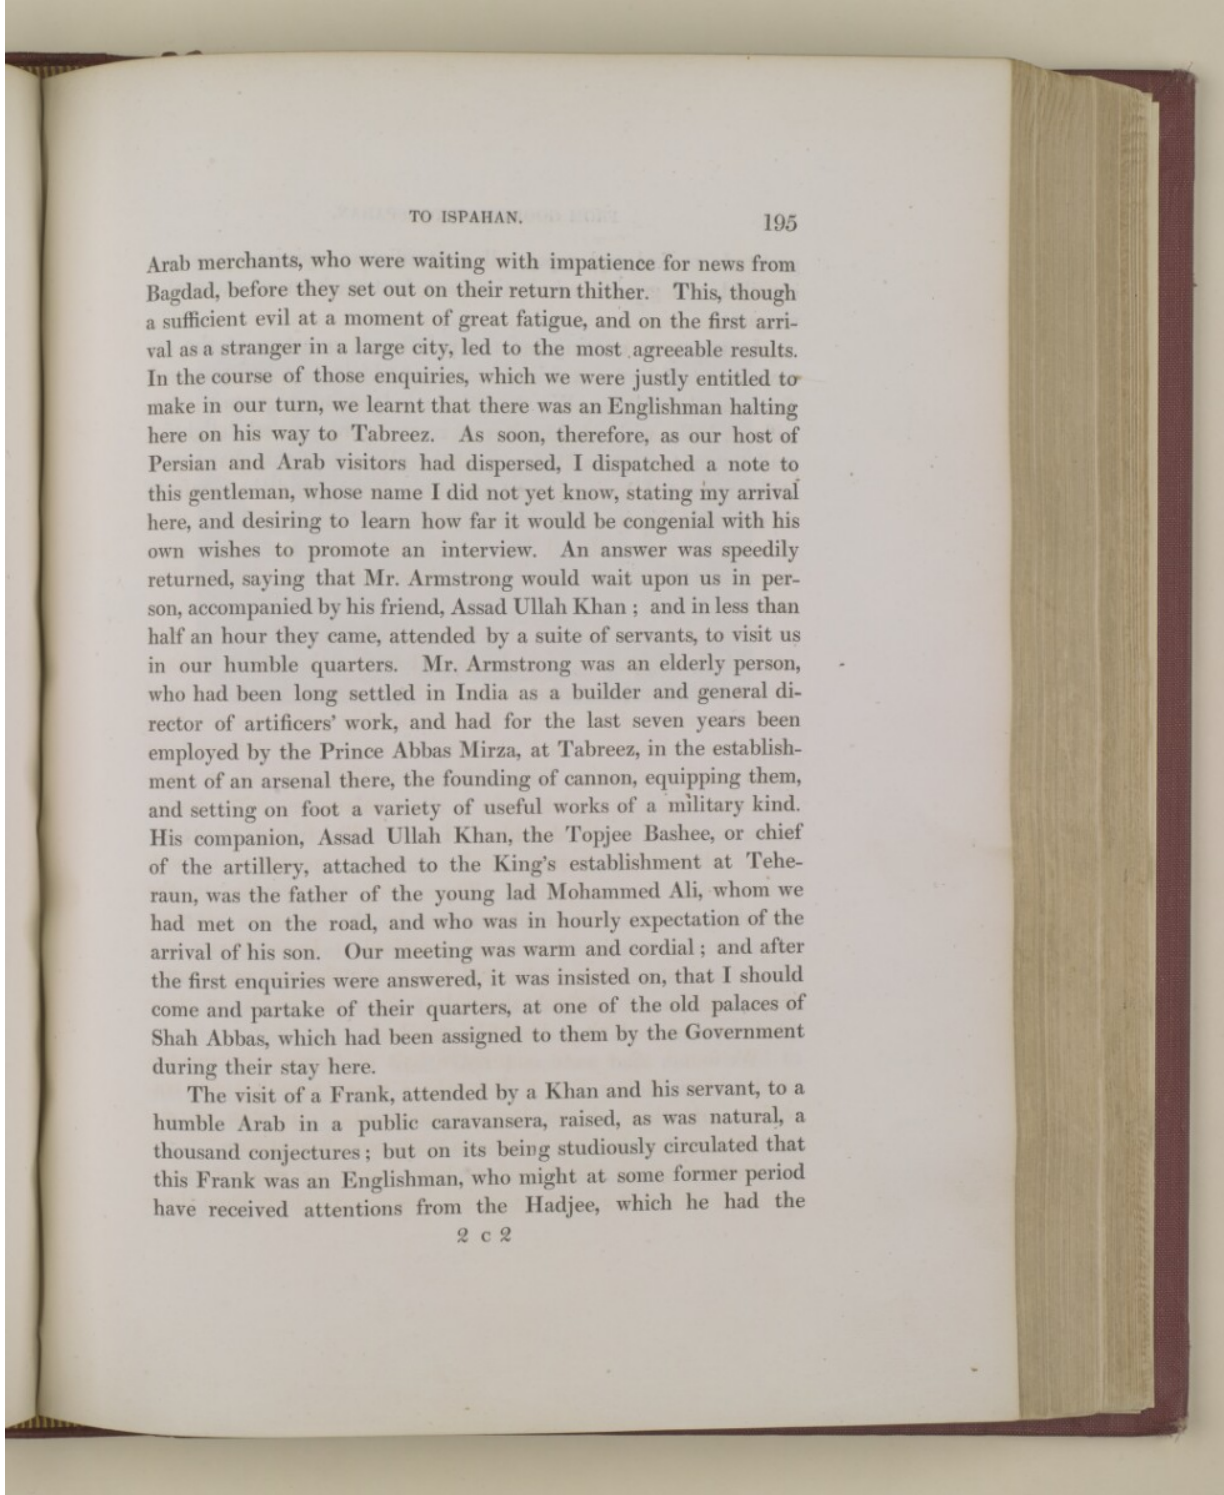 TO ISPAHAN. 195
Arab merchants, who were waiting with impatience for news from
Bagdad, before they set out on their return thither. This, though
a sufficient evil at a moment of great fatigue, and on the first arri-
val as a stranger in a large city, led to the most agreeable results.
In the course of those enquiries, which we were justly entitled to
make in our turn, we learnt that there was an Englishman halting
here on his way to Tabreez. As soon, therefore, as our host of
Persian and Arab visitors had dispersed, I dispatched a note to
this gentleman, whose name I did not yet know, stating my arrival
here, and desiring to learn how far it would be congenial with his
own wishes to promote an interview. An answer was speedily
returned, saying that Mr. Armstrong would wait upon us in per-
son, accompanied by his friend, Assad Ullah Khan ; and in less than
half an hour they came, attended by a suite of servants, to visit us
in our humble quarters. Mr. Armstrong was an elderly person,
who had been long settled in India as a builder and general di-
rector of artificers' work, and had for the last seven years been
employed by the Prince Abbas Mirza, at Tabreez, in the establish-
ment of an arsenal there, the founding of cannon, equipping them,
and setting on foot a variety of useful works of a military kind.
His companion, Assad Ullah Khan, the Topjee Bashee, or chief
of the artillery, attached to the King's establishment at Tehe-
raun, was the father of the young lad Mohammed Ali, whom we
had met on the road, and who was in hourly expectation of the
arrival of his son. Our meeting was warm and cordial ; and after
the first enquiries were answered, it was insisted on, that I should
come and partake of their quarters, at one of the old palaces of
Shah Abbas, which had been assigned to them by the Government
during their stay here.
The visit of a Frank, attended by a Khan and his servant, to a
humble Arab in a public caravansera, raised, as was natural, a
thousand conjectures ; but on its being studiously circulated that
this Frank was an Englishman, who might at some former period
have received attentions from the Hadjee, which he had the
2 c 2